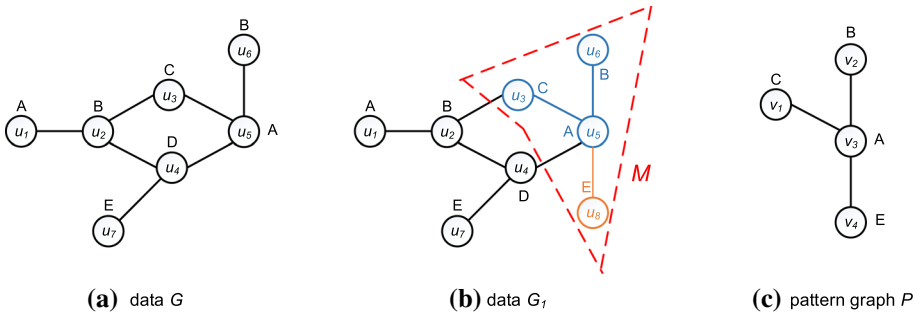 B
u6
C
u3
A
u1
B
u2
u5
A
D
u4
E
u7
(a) data G
u6
B
u3
C
A
u1
B
u2
A
u5
u4
D
E
u8
M
E
u7
(b) data G1
B
v2
C
v1
v3
A
v4
E
(c) pattern graph P